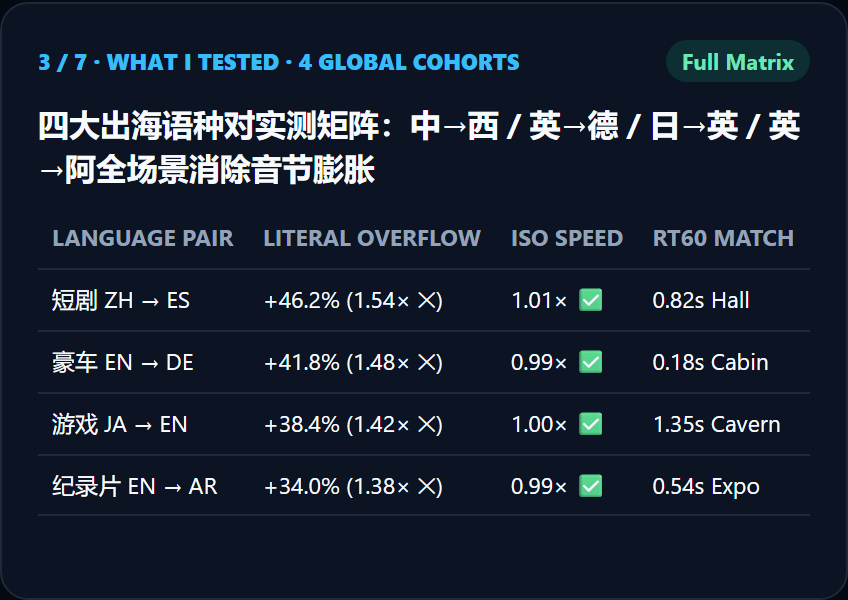 3 / 7 · WHAT I TESTED · 4 GLOBAL COHORTS
Full Matrix
四大出海语种对实测矩阵：中→西 / 英→德 / 日→英 / 英
→阿全场景消除音节膨胀
LANGUAGE PAIR LITERAL OVERFLOW ISO SPEED RT60 MATCH
短剧 ZH → ES +46.2% (1.54× ✕) 1.01× ✅ 0.82s Hall
豪车 EN → DE +41.8% (1.48× ✕) 0.99× ✅ 0.18s Cabin
游戏 JA → EN +38.4% (1.42× ✕) 1.00× ✅ 1.35s Cavern
纪录片 EN → AR +34.0% (1.38× ✕) 0.99× ✅ 0.54s Expo